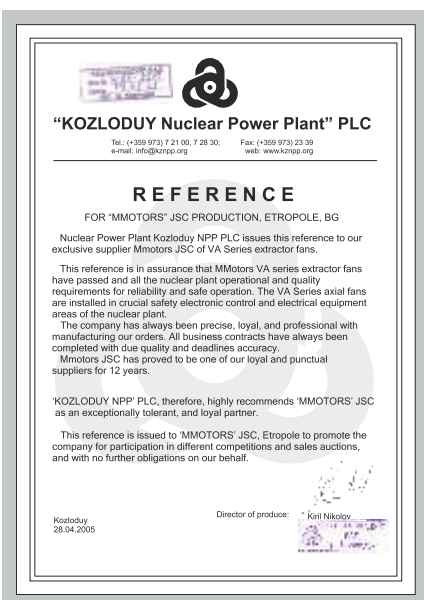 “KOZLODUY Nuclear Power Plant” PLC
Tel.: (+359 973) 7 21 00, 7 28 30; Fax: (+359 973) 23 39
e-mail: info@kznpp.org web: www.kznpp.org
REFERENCE
FOR “MMOTORS” JSC PRODUCTION, ETROPOLE, BG
Nuclear Power Plant Kozloduy NPP PLC issues this reference to our
exclusive supplier Mmotors JSC of VA Series extractor fans.
This reference is in assurance that MMotors VA series extractor fans
have passed and all the nuclear plant operational and quality
requirements for reliability and safe operation. The VA Series axial fans
are installed in crucial safety electronic control and electrical equipment
areas of the nuclear plant.
The company has always been precise, loyal, and professional with
manufacturing our orders. All business contracts have always been
completed with due quality and deadlines accuracy.
Mmotors JSC has proved to be one of our loyal and punctual
suppliers for 12 years.
‘KOZLODUY NPP’ PLC, therefore, highly recommends ‘MMOTORS’ JSC
as an exceptionally tolerant, and loyal partner.
This reference is issued to ‘MMOTORS’ JSC, Etropole to promote the
company for participation in different competitions and sales auctions,
and with no further obligations on our behalf.
Director of produce: Kiril Nikolov
Kozloduy
28.04.2005